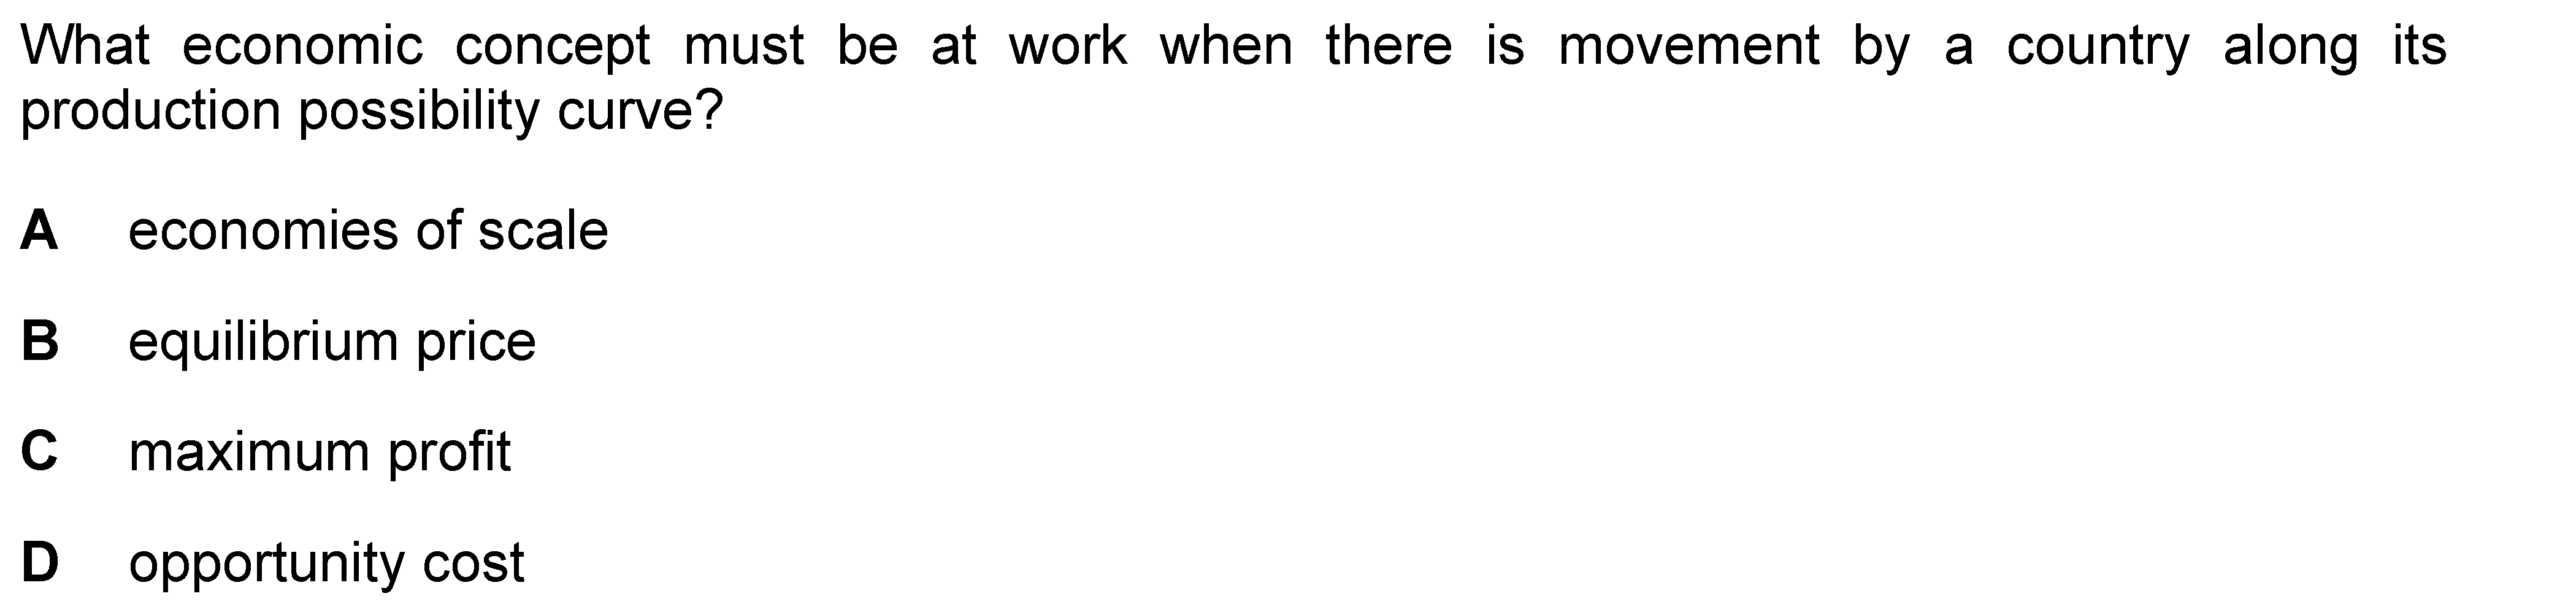 What economic concept must be at work when there is movement by a country along its
production possibility curve?
A economies of scale
B equilibrium price
C maximum profit
D opportunity cost